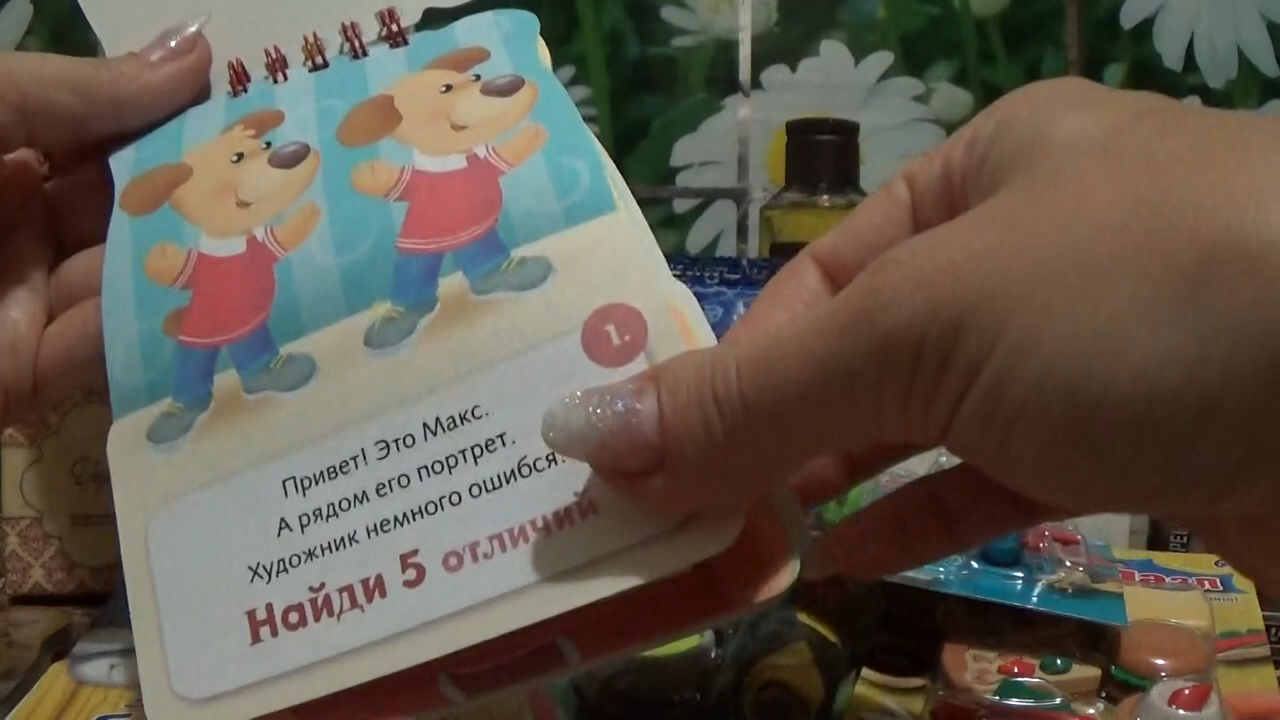 1.
Привет! Это Макс.
А рядом его портрет.
Художник немного ошибся.
Найди 5 отличий